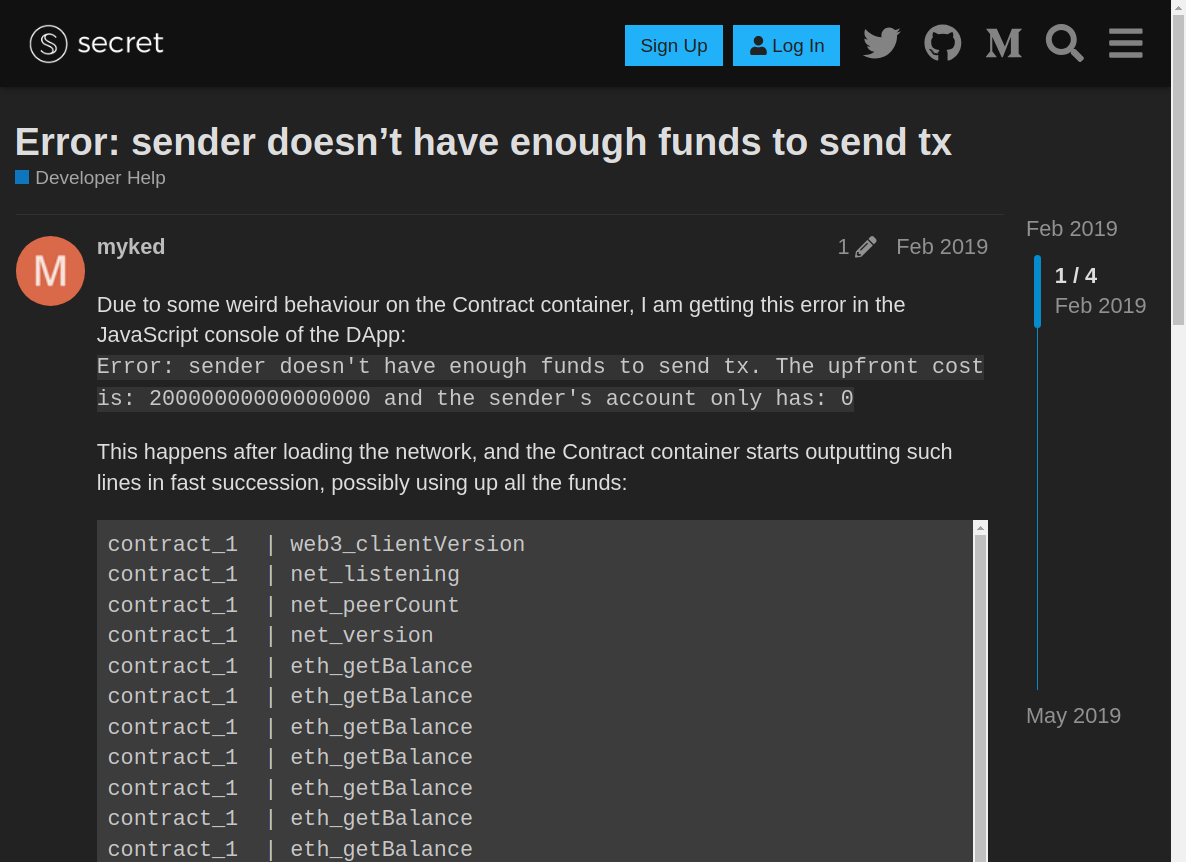 secret
Sign Up
Log In
Error: sender doesn’t have enough funds to send tx
Developer Help
myked
1
Feb 2019
Due to some weird behaviour on the Contract container, I am getting this error in the
JavaScript console of the DApp:
Error: sender doesn't have enough funds to send tx. The upfront cost
is: 20000000000000000 and the sender's account only has: 0
This happens after loading the network, and the Contract container starts outputing such
lines in fast succession, possibly using up all the funds:
contract_1  | web3_clientVersion
contract_1  | net_listening
contract_1  | net_peerCount
contract_1  | net_version
contract_1  | eth_getBalance
contract_1  | eth_getBalance
contract_1  | eth_getBalance
contract_1  | eth_getBalance
contract_1  | eth_getBalance
contract_1  | eth_getBalance
contract_1  | eth_getBalance
Feb 2019
1 / 4
Feb 2019
May 2019
M
M